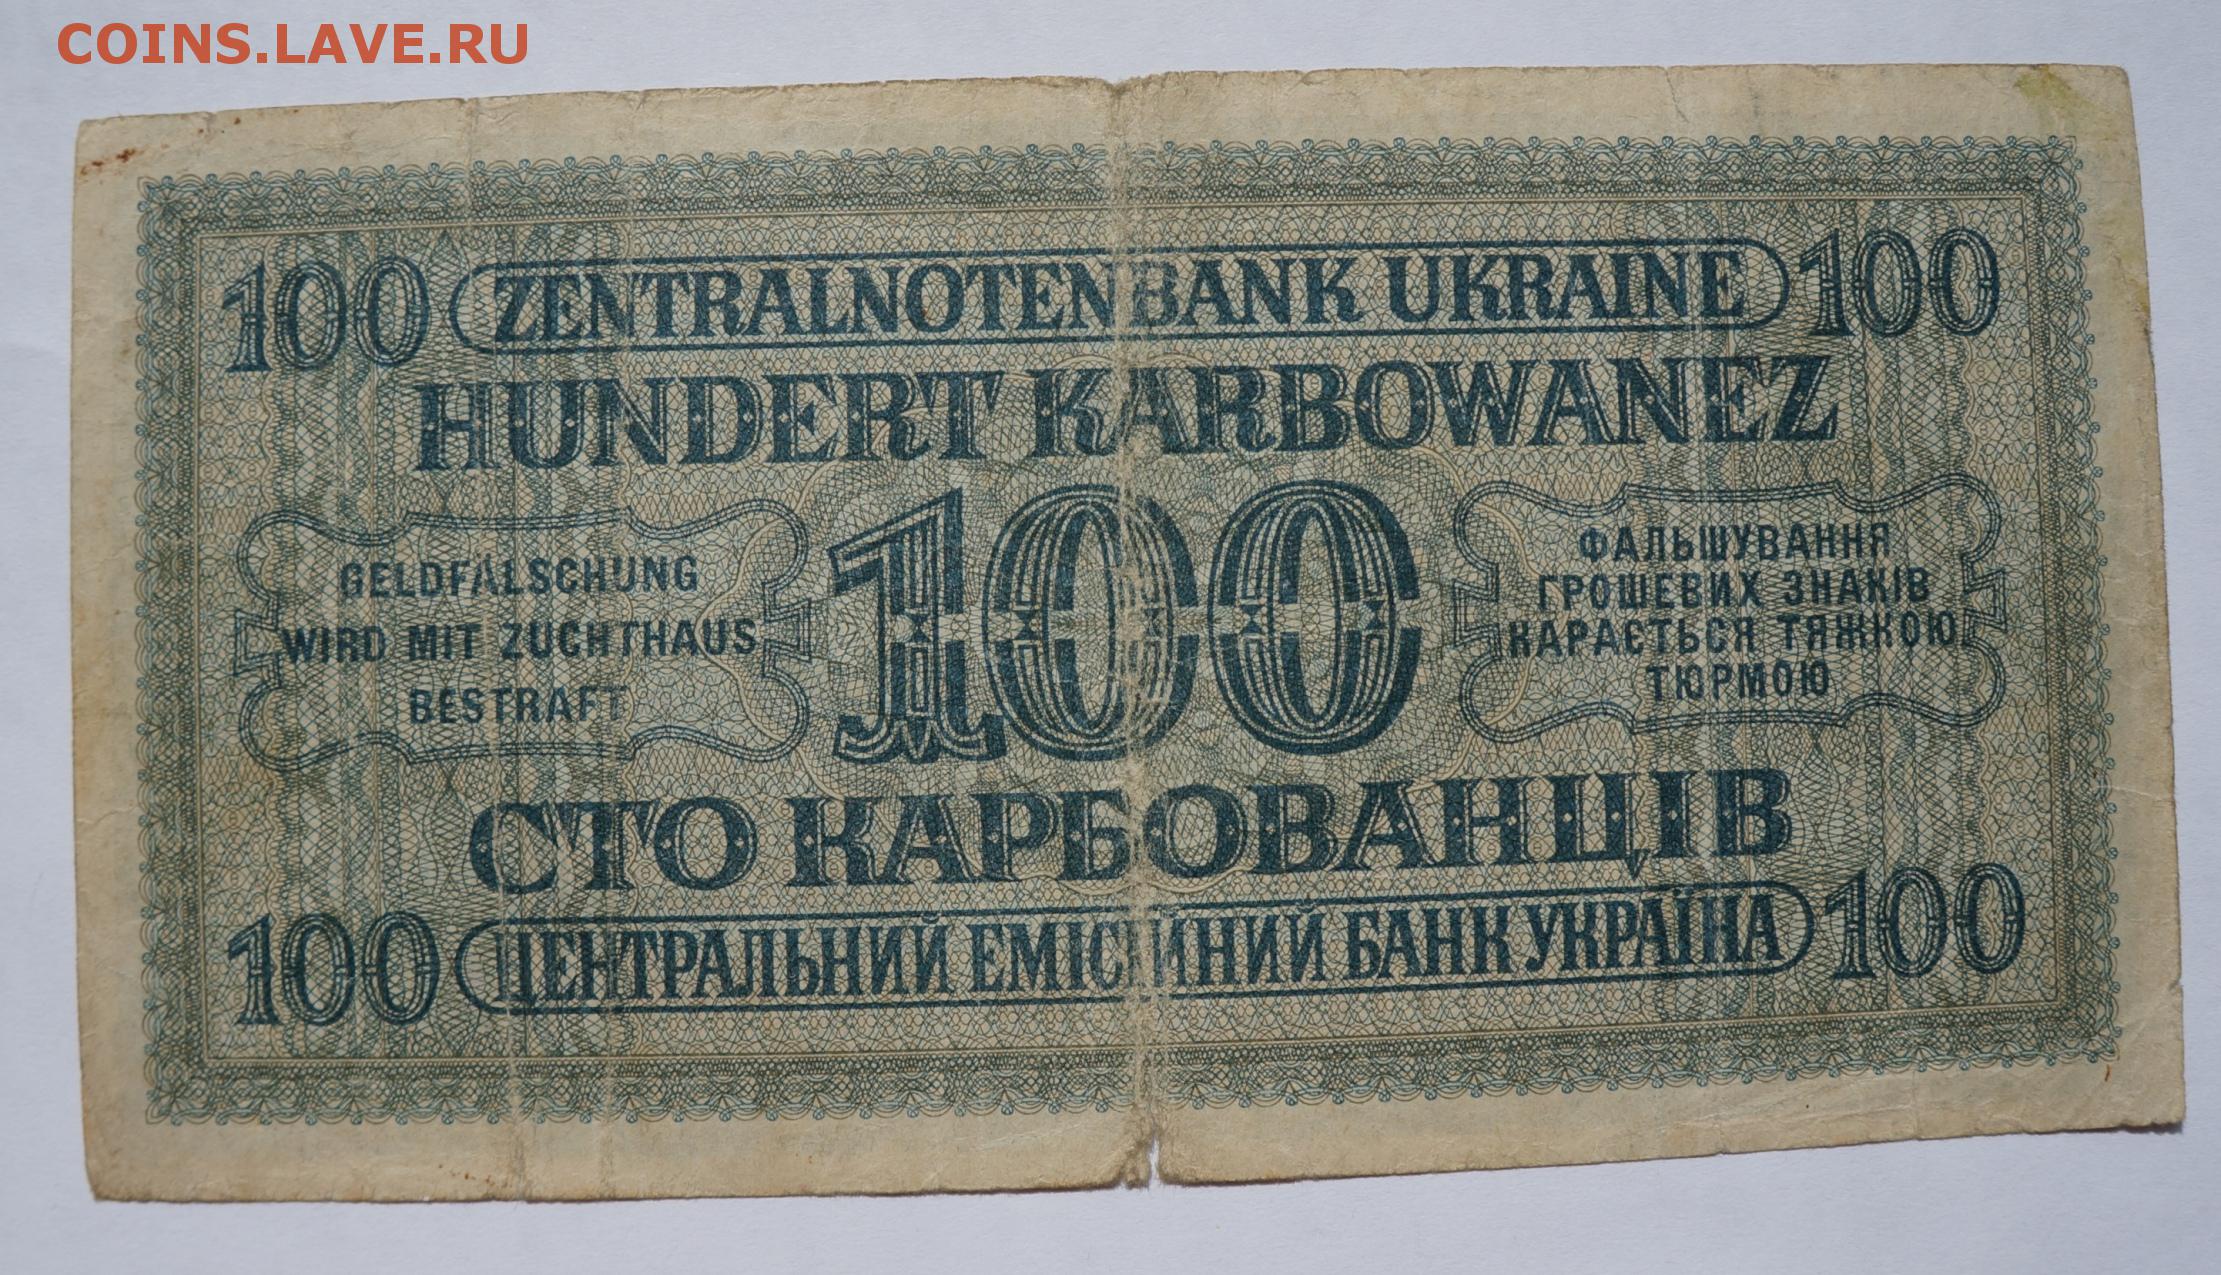 COINS.LAVE.RU
100 ZENTRALNOTENBANK UKRAINE 100
HUNDERT KARBOWANEZ
GELDFÄLSCHUNG
WIRD MIT ZUCHTHAUS
BESTRAFT
100
ФАЛЬШУВАННЯ
ГРОШЕВИХ ЗНАКІВ
КАРАЄТЬСЯ ТЯЖКОЮ
ТЮРМОЮ
СТО КАРБОВАНЦІВ
100 ЦЕНТРАЛЬНИЙ ЕМІСІЙНИЙ БАНК УКРАЇНА 100